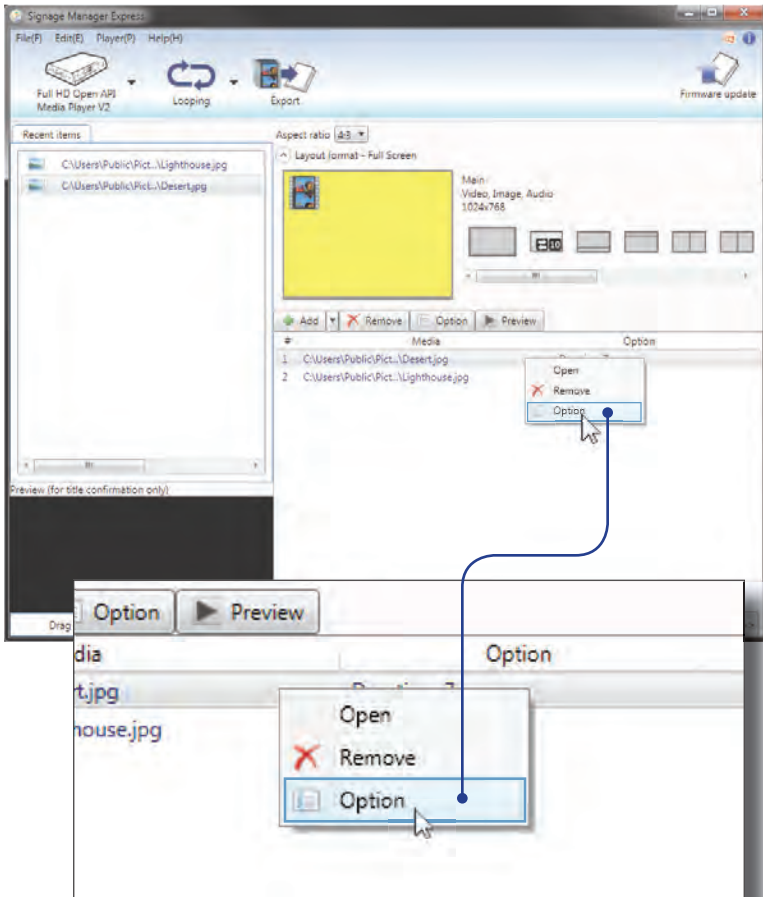 Signage Manager Express
File(F) Edit(E) Player(P) Help(H)
Full HD Open API
Media Player V2
Looping
Export
Firmware update
Recent items
C:\Users\Public\Pict...\Lighthouse.jpg
C:\Users\Public\Pict...\Desert.jpg
Aspect ratio 4:3
Layout format - Full Screen
Main:
Video, Image, Audio
1024x768
10
Add Remove Option Preview
# Media Option
1 C:\Users\Public\Pict...\Desert.jpg
2 C:\Users\Public\Pict...\Lighthouse.jpg
Open
Remove
Option
Preview (for title confirmation only)
Drag
Option Preview
dia Option
t.jpg
house.jpg
Open
Remove
Option